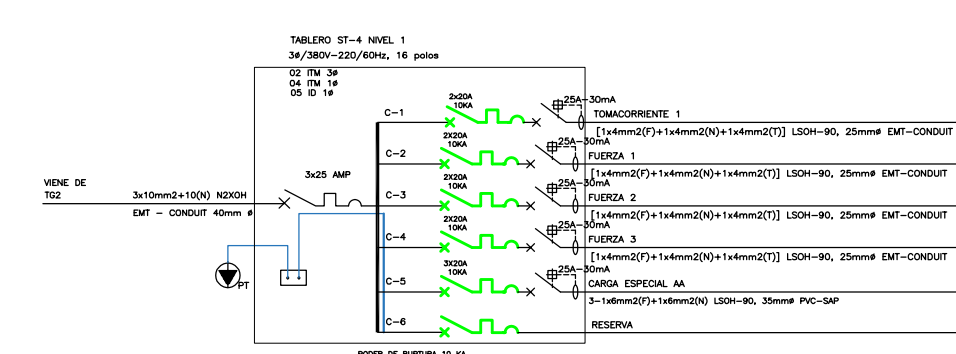 TABLERO ST-4 NIVEL 1
3ø/380V-220/60Hz, 16 polos
02 ITM 3ø
04 ITM 1ø
05 ID 1ø
2x20A
10KA
C-1
25A-30mA
TOMACORRIENTE 1
[1x4mm2(F)+1x4mm2(N)+1x4mm2(T)] LSOH-90, 25mmø EMT-CONDUIT
2X20A
10KA
C-2
25A-30mA
FUERZA 1
[1x4mm2(F)+1x4mm2(N)+1x4mm2(T)] LSOH-90, 25mmø EMT-CONDUIT
3x25 AMP
VIENE DE
TG2
3x10mm2+10(N) N2XOH
EMT - CONDUIT 40mm ø
2X20A
10KA
C-3
25A-30mA
FUERZA 2
[1x4mm2(F)+1x4mm2(N)+1x4mm2(T)] LSOH-90, 25mmø EMT-CONDUIT
2X20A
10KA
C-4
25A-30mA
FUERZA 3
[1x4mm2(F)+1x4mm2(N)+1x4mm2(T)] LSOH-90, 25mmø EMT-CONDUIT
PT
3X20A
10KA
C-5
25A-30mA
CARGA ESPECIAL AA
3-1x6mm2(F)+1x6mm2(N) LSOH-90, 35mmø PVC-SAP
C-6
RESERVA
PODER DE RUPTURA 10 KA